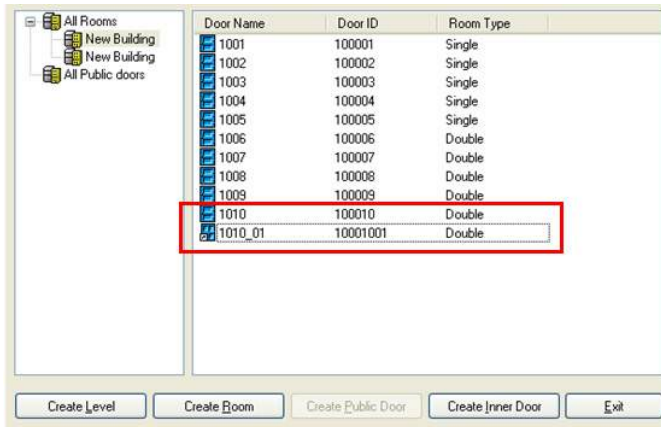 All Rooms
New Building
New Building
All Public doors
Door Name Door ID Room Type
1001 100001 Single
1002 100002 Single
1003 100003 Single
1004 100004 Single
1005 100005 Single
1006 100006 Double
1007 100007 Double
1008 100008 Double
1009 100009 Double
1010 100010 Double
1010_01 10001001 Double
Create Level Create Room Create Public Door Create Inner Door Exit